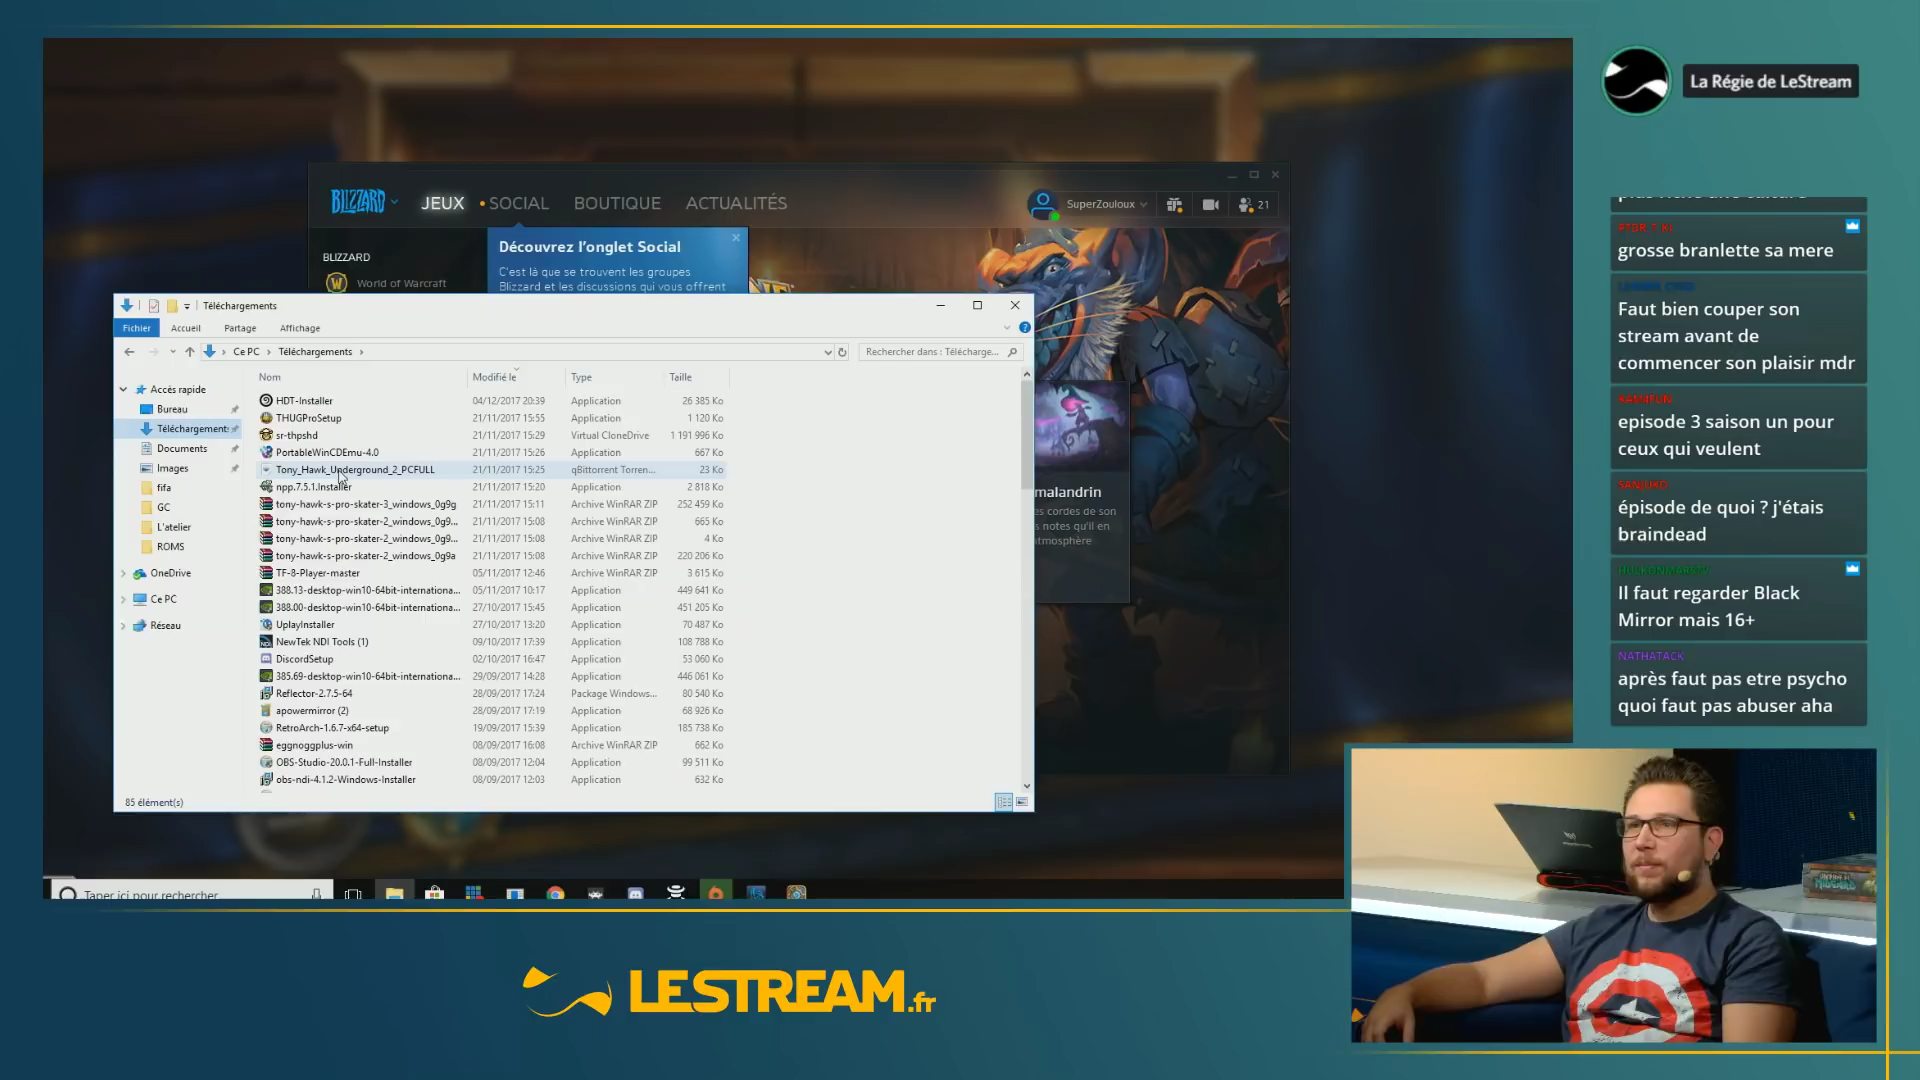 La Régie de LeStream
BLIZZARD
JEUX
SOCIAL
BOUTIQUE
ACTUALITÉS
SuperZouloux
21
BLIZZARD
World of Warcraft
Découvrez l'onglet Social
C'est là que se trouvent les groupes
Blizzard et les discussions qui vous offrent
malandrin
es cordes de son
s notes qu'il en
tmosphère
Téléchargements
Fichier
Accueil
Partage
Affichage
Ce PC
Téléchargements
Rechercher dans : Télécharge...
Nom
Modifié le
Type
Taille
Accès rapide
Bureau
Téléchargement
Documents
Images
fifa
GC
L'atelier
ROMS
OneDrive
Ce PC
Réseau
HDT-Installer 04/12/2017 20:39 Application 26 385 Ko
THUGProSetup 21/11/2017 15:55 Application 1 120 Ko
sr-thpshd 21/11/2017 15:29 Virtual CloneDrive 1 191 996 Ko
PortableWinCDEmu-4.0 21/11/2017 15:26 Application 667 Ko
Tony_Hawk_Underground_2_PCFULL 21/11/2017 15:25 qBittorrent Torren... 23 Ko
npp.7.5.1.Installer 21/11/2017 15:20 Application 2 818 Ko
tony-hawk-s-pro-skater-3_windows_0g9g 21/11/2017 15:11 Archive WinRAR ZIP 252 459 Ko
tony-hawk-s-pro-skater-2_windows_0g9... 21/11/2017 15:08 Archive WinRAR ZIP 665 Ko
tony-hawk-s-pro-skater-2_windows_0g9... 21/11/2017 15:08 Archive WinRAR ZIP 4 Ko
tony-hawk-s-pro-skater-2_windows_0g9a 21/11/2017 15:08 Archive WinRAR ZIP 220 206 Ko
TF-8-Player-master 05/11/2017 12:46 Archive WinRAR ZIP 3 615 Ko
388.13-desktop-win10-64bit-internationa... 05/11/2017 10:17 Application 449 641 Ko
388.00-desktop-win10-64bit-internationa... 27/10/2017 15:45 Application 451 205 Ko
UplayInstaller 27/10/2017 13:20 Application 70 487 Ko
NewTek NDI Tools (1) 09/10/2017 17:39 Application 108 788 Ko
DiscordSetup 02/10/2017 16:47 Application 53 060 Ko
385.69-desktop-win10-64bit-internationa... 29/09/2017 14:28 Application 446 061 Ko
Reflector-2.7.5-64 28/09/2017 17:24 Package Windows... 80 540 Ko
apowermirror (2) 28/09/2017 17:19 Application 68 926 Ko
RetroArch-1.6.7-x64-setup 19/09/2017 15:39 Application 185 738 Ko
eggnoggplus-win 08/09/2017 16:08 Archive WinRAR ZIP 662 Ko
OBS-Studio-20.0.1-Full-Installer 08/09/2017 12:04 Application 99 511 Ko
obs-ndi-4.1.2-Windows-Installer 08/09/2017 12:03 Application 632 Ko
85 élément(s)
Taper ici pour rechercher
grosse branlette sa mere
Faut bien couper son
stream avant de
commencer son plaisir mdr
episode 3 saison un pour
ceux qui veulent
SANJUKO
épisode de quoi ? j'étais
braindead
Il faut regarder Black
Mirror mais 16+
NATHATACK
après faut pas etre psycho
quoi faut pas abuser aha
LESTREAM.fr